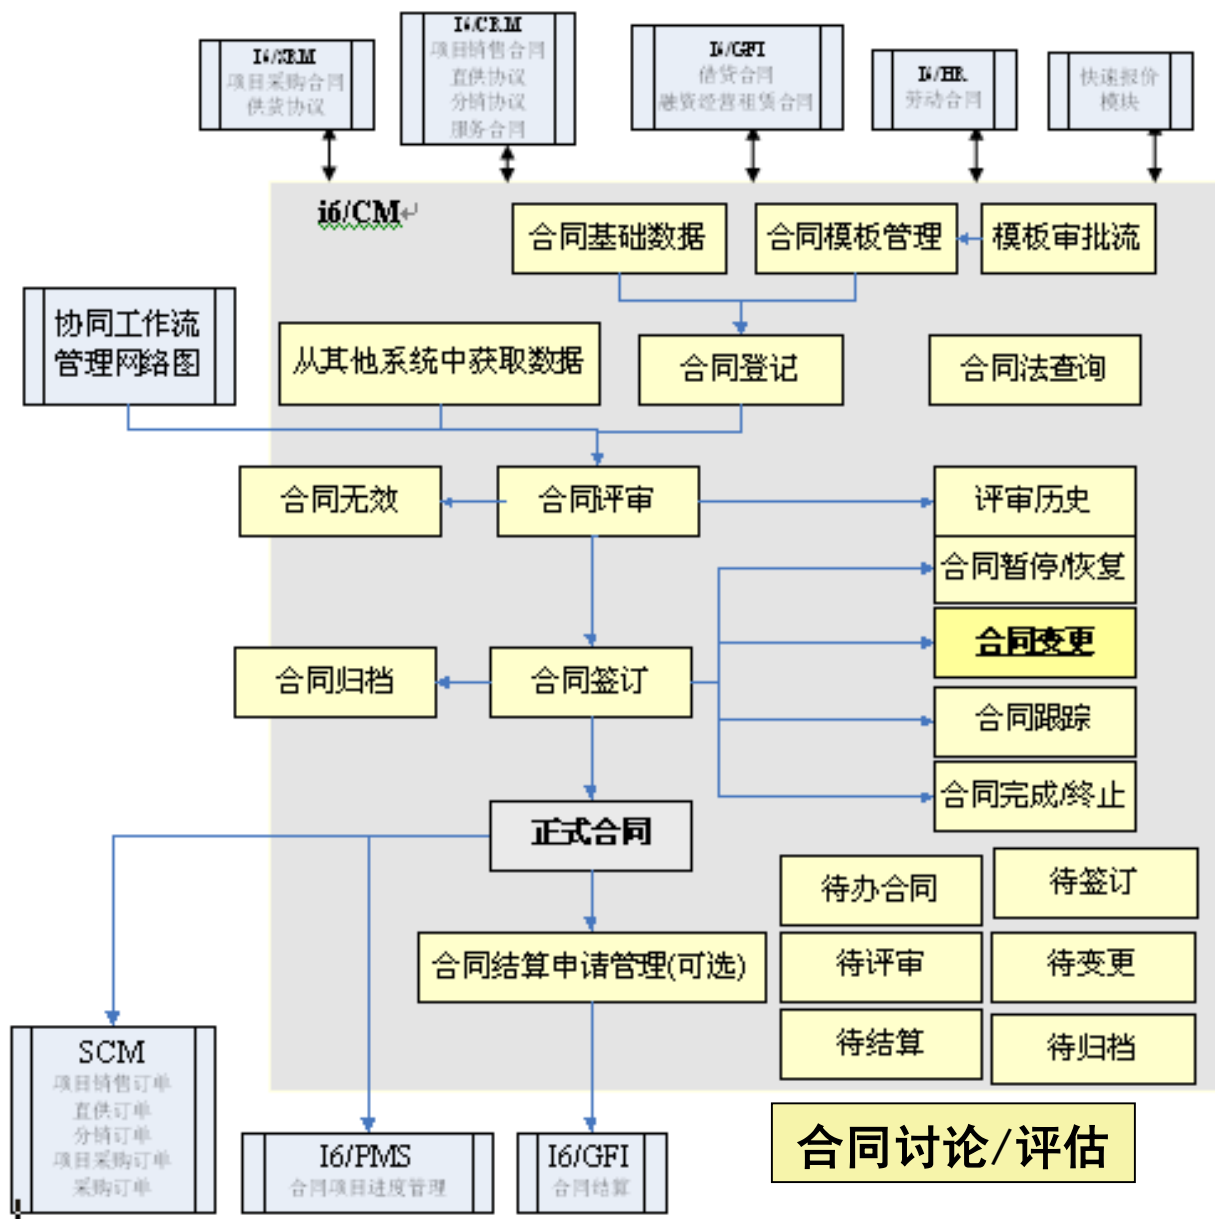 I6/SRM
项目采购合同
供货协议
I6/CRM
项目销售合同
直供协议
分销协议
服务合同
I6/GFI
借贷合同
融资经营租赁合同
I6/HR
劳动合同
快速报价
模块
i6/CM
合同基础数据
合同模板管理
模板审批流
协同工作流
管理网络图
从其他系统中获取数据
合同登记
合同法查询
合同无效
合同评审
评审历史
合同暂停/恢复
合同变更
合同归档
合同签订
合同跟踪
合同完成/终止
正式合同
待办合同
待签订
合同结算申请管理(可选)
待评审
待变更
待结算
待归档
SCM
项目销售订单
直供订单
分销订单
项目采购订单
采购订单
I6/PMS
合同项目进度管理
I6/GFI
合同结算
合同讨论/评估